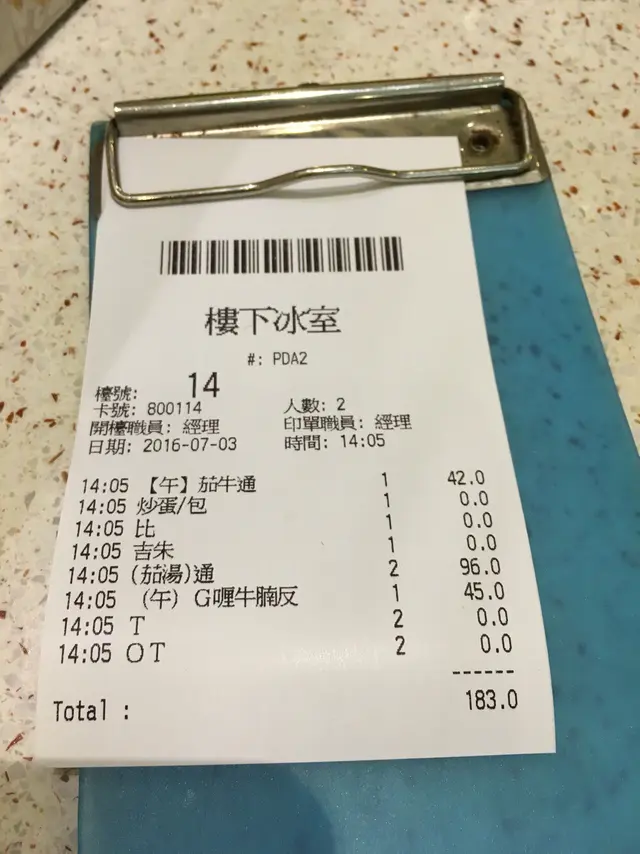 樓下冰室
#: PDA2
檯號: 14
卡號: 800114 人數: 2
開檯職員: 經理 印單職員: 經理
日期: 2016-07-03 時間: 14:05
14:05 【午】茄牛通 1 42.0
14:05 炒蛋/包 1 0.0
14:05 比 1 0.0
14:05 吉朱 1 0.0
14:05 (茄湯)通 2 96.0
14:05 (午) G喱牛腩反 1 45.0
14:05 T 2 0.0
14:05 OT 2 0.0
------
Total : 183.0